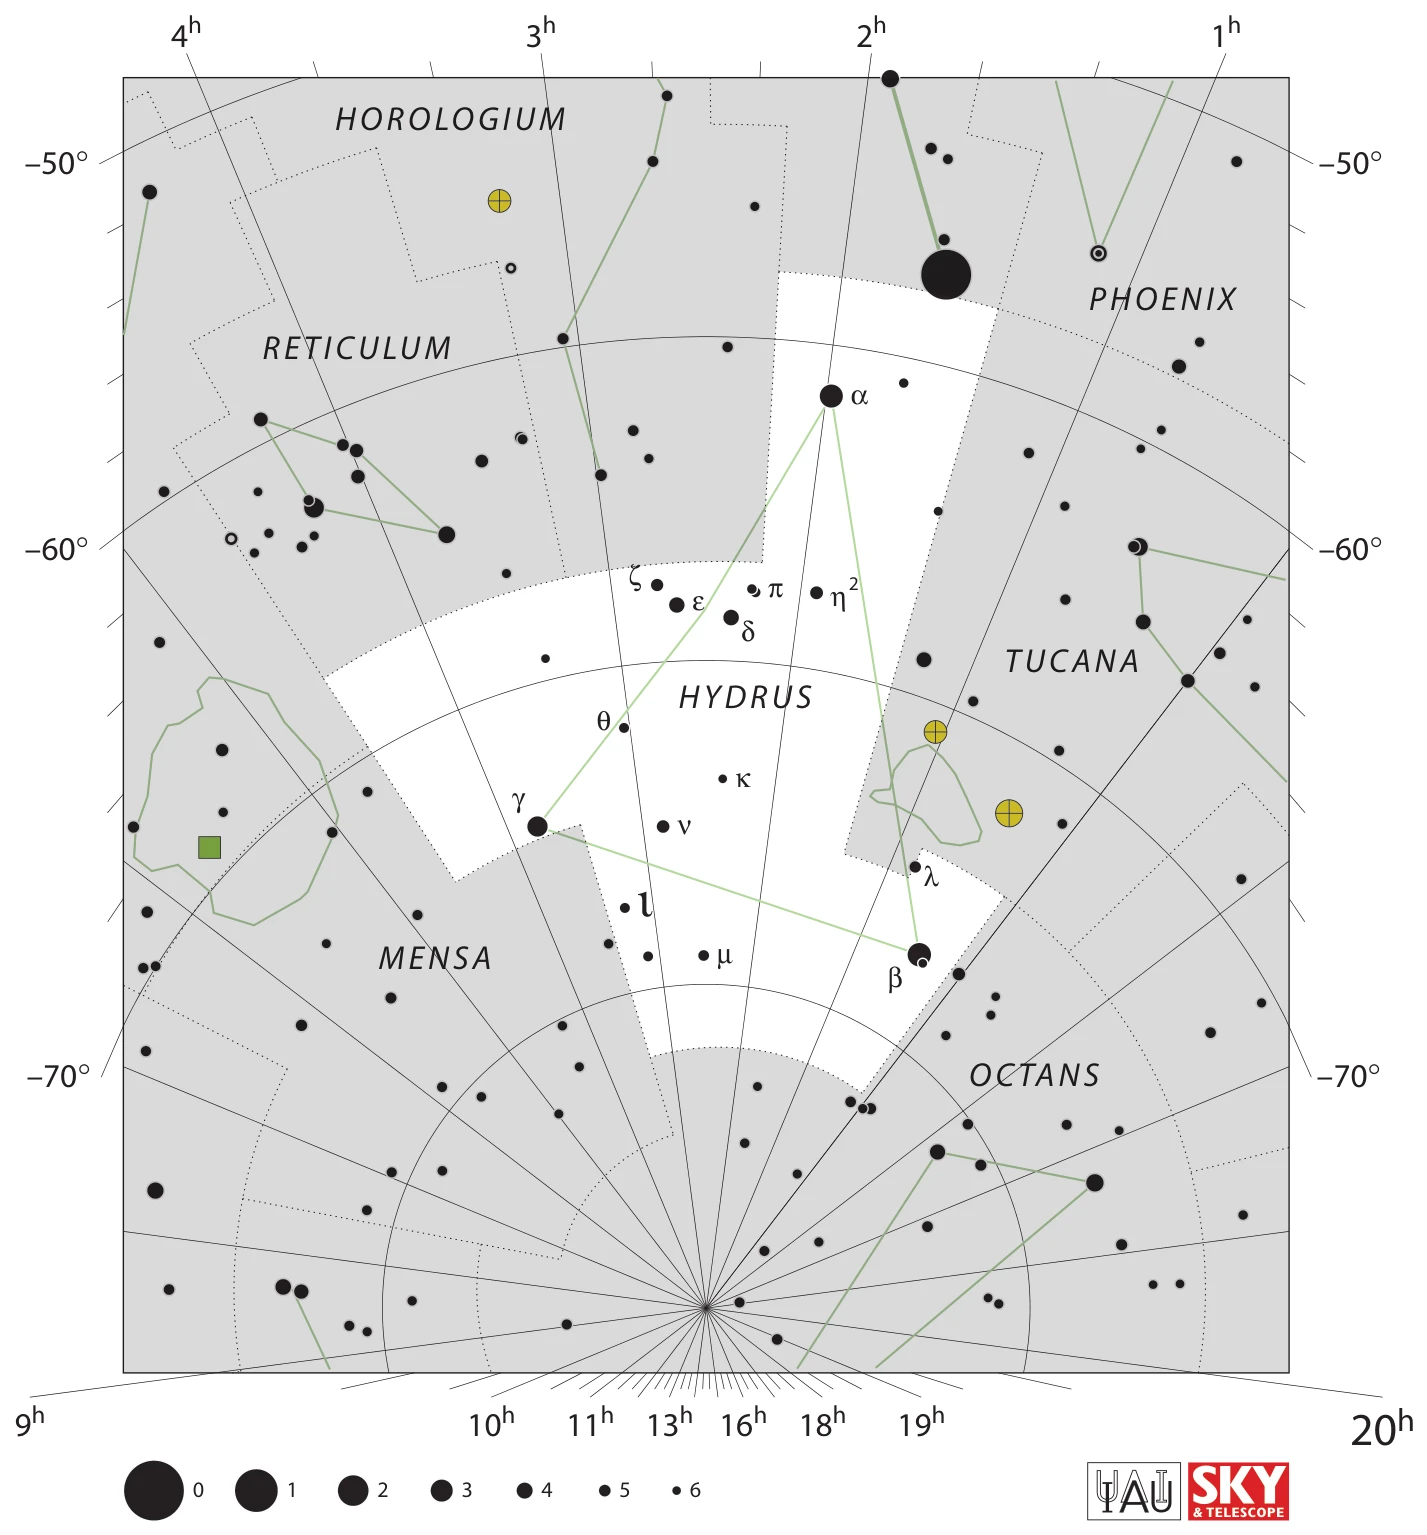 4h 3h 2h 1h
HOROLOGIUM
–50° –50°
PHOENIX
RETICULUM
α
–60° –60°
ζ ε π η2
δ
TUCANA
HYDRUS
θ
κ
γ
ν
λ
ι
MENSA μ
β
–70° OCTANS –70°
9h 10h 11h 13h 16h 18h 19h 20h
0 1 2 3 4 5 6
IAU
SKY
& TELESCOPE